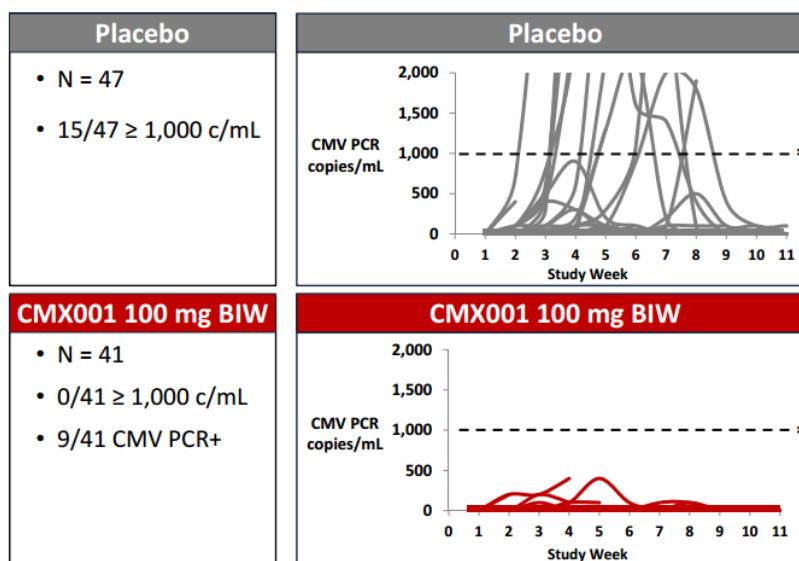 Placebo
• N = 47
• 15/47 ≥ 1,000 c/mL
Placebo
CMV PCR
copies/mL
2,000
1,500
1,000
500
0
0 1 2 3 4 5 6 7 8 9 10 11
Study Week
CMX001 100 mg BIW
• N = 41
• 0/41 ≥ 1,000 c/mL
• 9/41 CMV PCR+
CMX001 100 mg BIW
CMV PCR
copies/mL
2,000
1,500
1,000
500
0
0 1 2 3 4 5 6 7 8 9 10 11
Study Week